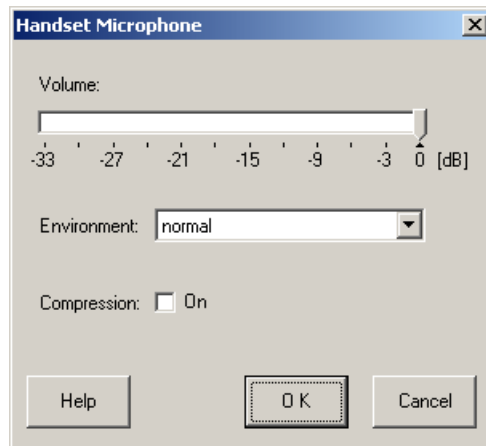 Handset Microphone
Volume:
-33 -27 -21 -15 -9 -3 0 [dB]
Environment: normal
Compression: On
Help OK Cancel